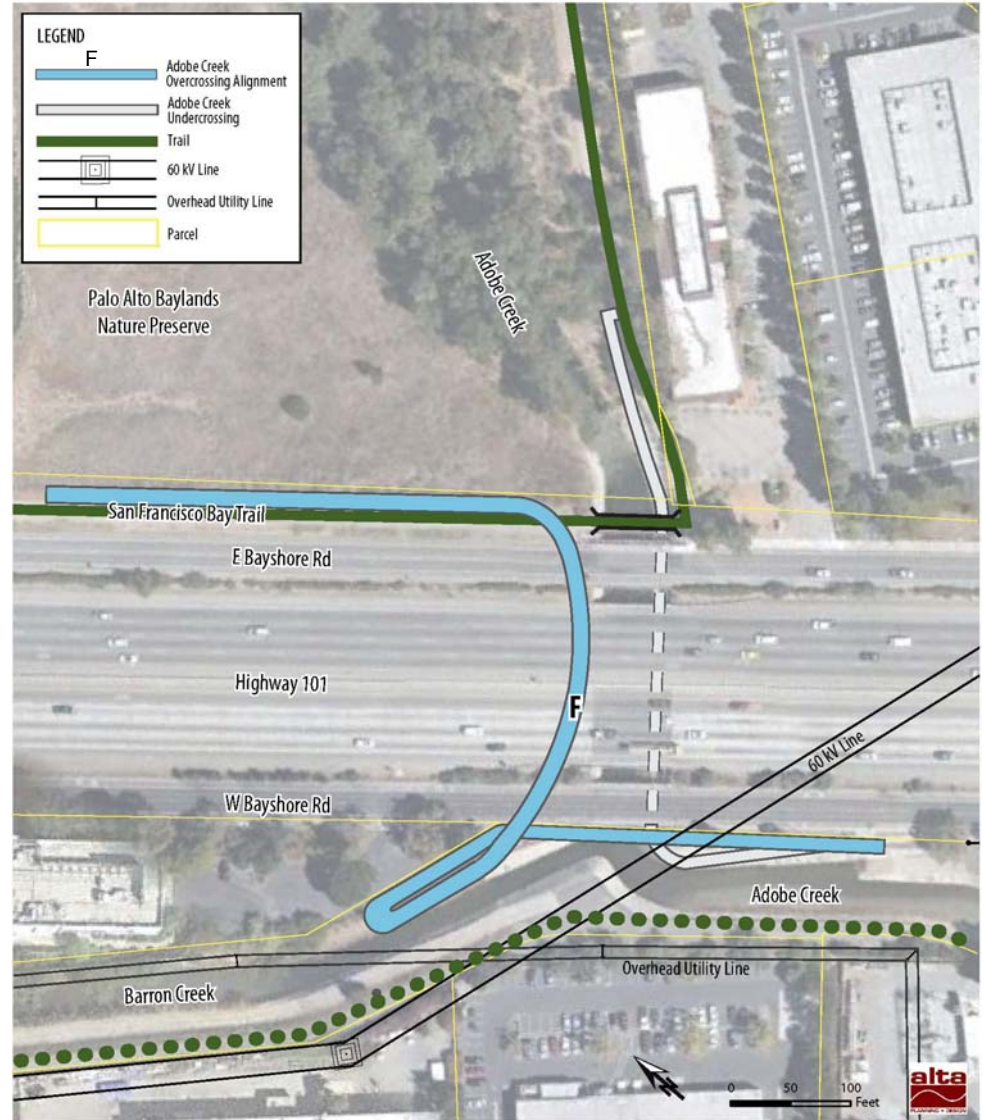 LEGEND
F
Adobe Creek
Overcrossing Alignment
Adobe Creek
Undercrossing
Trail
60 kV Line
Overhead Utility Line
Parcel
Palo Alto Baylands
Nature Preserve
Adobe Creek
San Francisco Bay Trail
E Bayshore Rd
Highway 101
F
60 kV Line
W Bayshore Rd
Adobe Creek
Overhead Utility Line
Barron Creek
0 50 100
Feet
alta
PLANNING + DESIGN